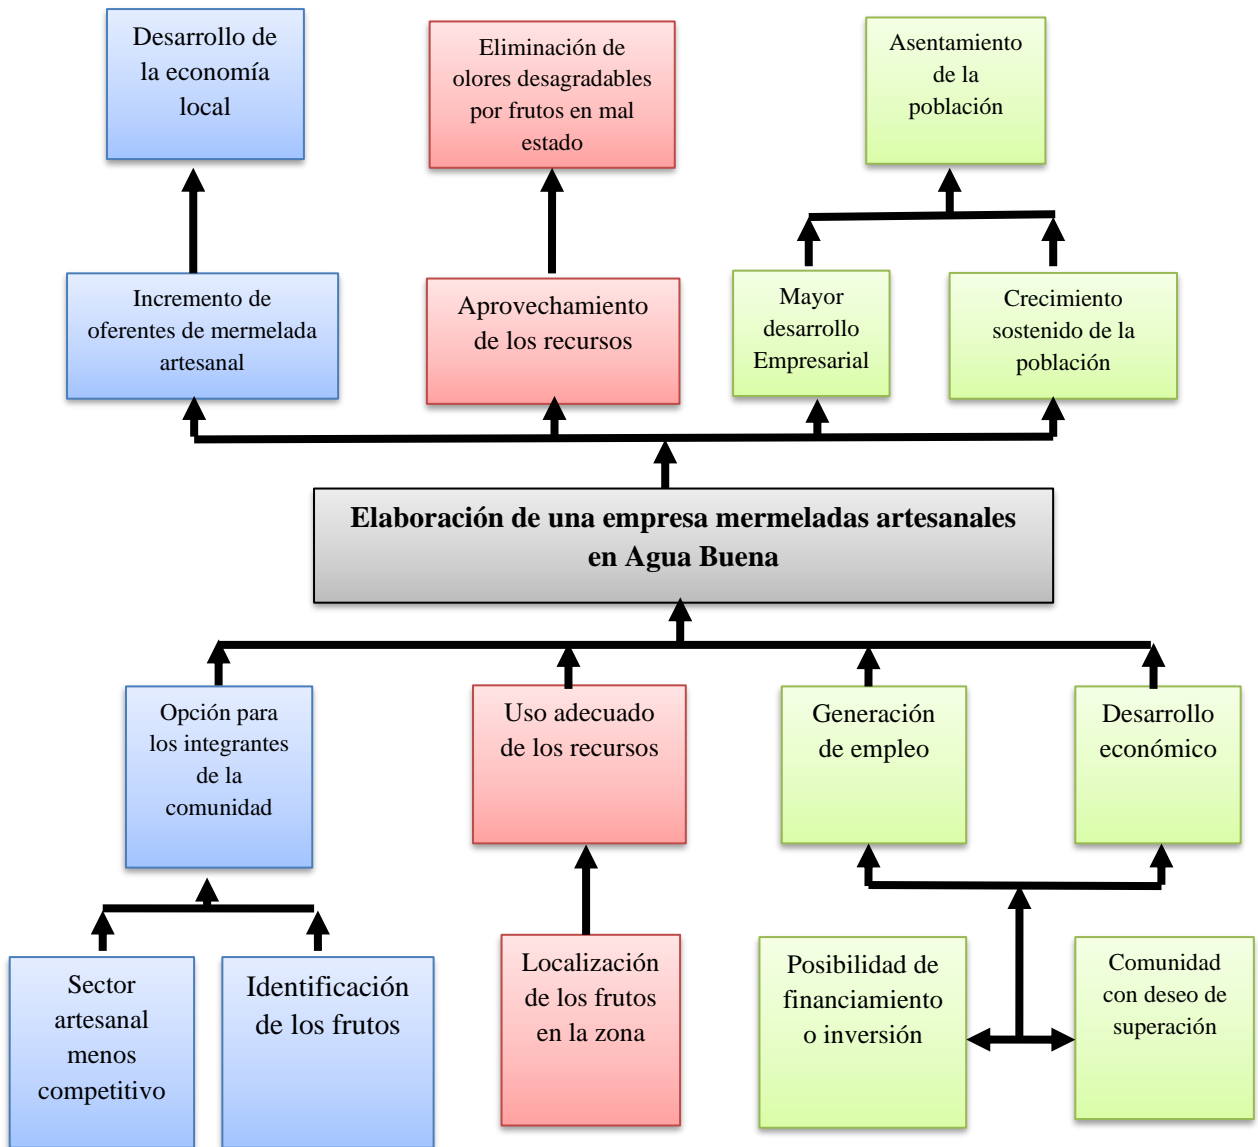 Desarrollo de
la economía
local
Eliminación de
olores desagradables
por frutos en mal
estado
Asentamiento
de la
población
Incremento de
oferentes de mermelada
artesanal
Aprovechamiento
de los recursos
Mayor
desarrollo
Empresarial
Crecimiento
sostenido de la
población
Elaboración de una empresa mermeladas artesanales
en Agua Buena
Opción para
los integrantes
de la
comunidad
Uso adecuado
de los recursos
Generación
de empleo
Desarrollo
económico
Sector
artesanal
menos
competitivo
Identificación
de los frutos
Localización
de los frutos
en la zona
Posibilidad de
financiamiento
o inversión
Comunidad
con deseo de
superación